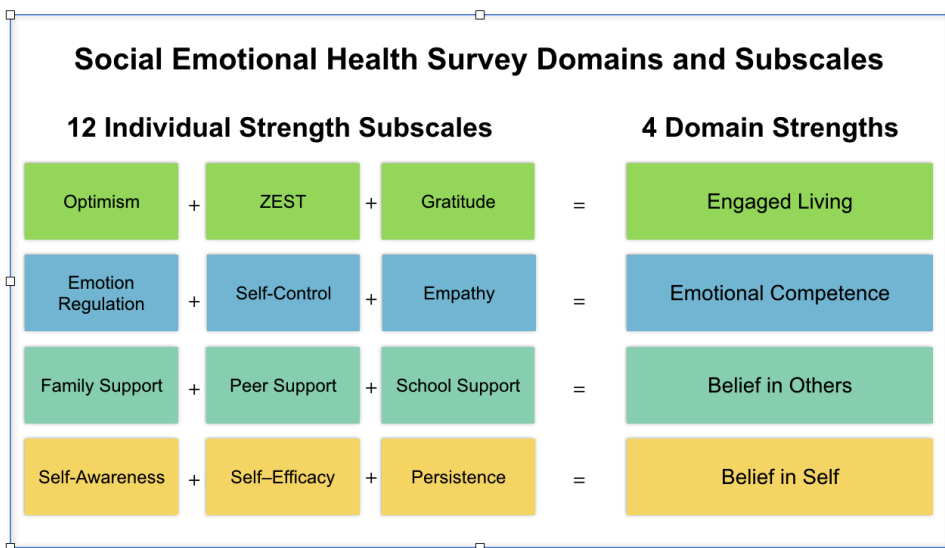 Social Emotional Health Survey Domains and Subscales
12 Individual Strength Subscales
4 Domain Strengths
Optimism + ZEST + Gratitude = Engaged Living
Emotion
Regulation + Self-Control + Empathy = Emotional Competence
Family Support + Peer Support + School Support = Belief in Others
Self-Awareness + Self–Efficacy + Persistence = Belief in Self